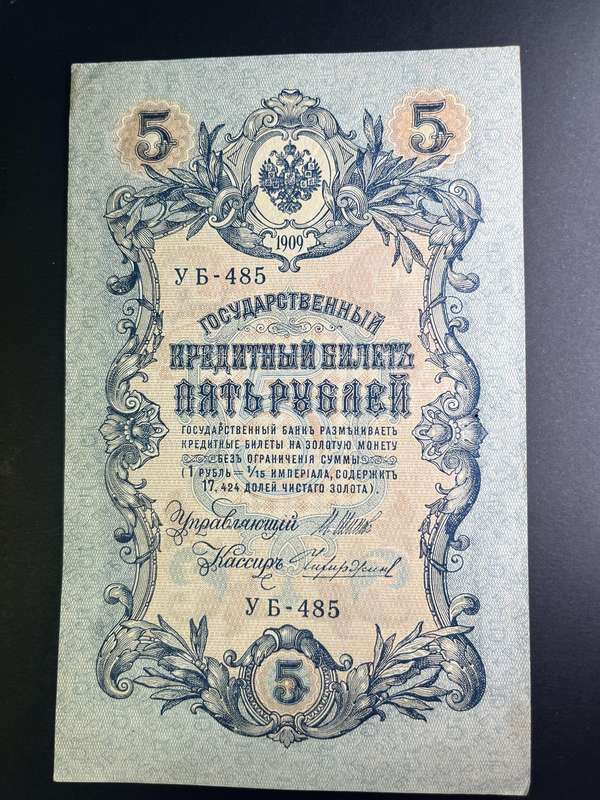 5
5
1909
УБ-485
ГОСУДАРСТВЕННЫЙ
КРЕДИТНЫЙ БИЛЕТЪ
ПЯТЬ РУБЛЕЙ
ГОСУДАРСТВЕННЫЙ БАНКЪ РАЗМѢНИВАЕТЪ
КРЕДИТНЫЕ БИЛЕТЫ НА ЗОЛОТУЮ МОНЕТУ
БЕЗЪ ОГРАНИЧЕНІЯ СУММЫ
(1 РУБЛЬ = 1/15 ИМПЕРІАЛА, СОДЕРЖИТЪ
17,424 ДОЛЕЙ ЧИСТАГО ЗОЛОТА).
Управляющій
Кассиръ
УБ-485
5